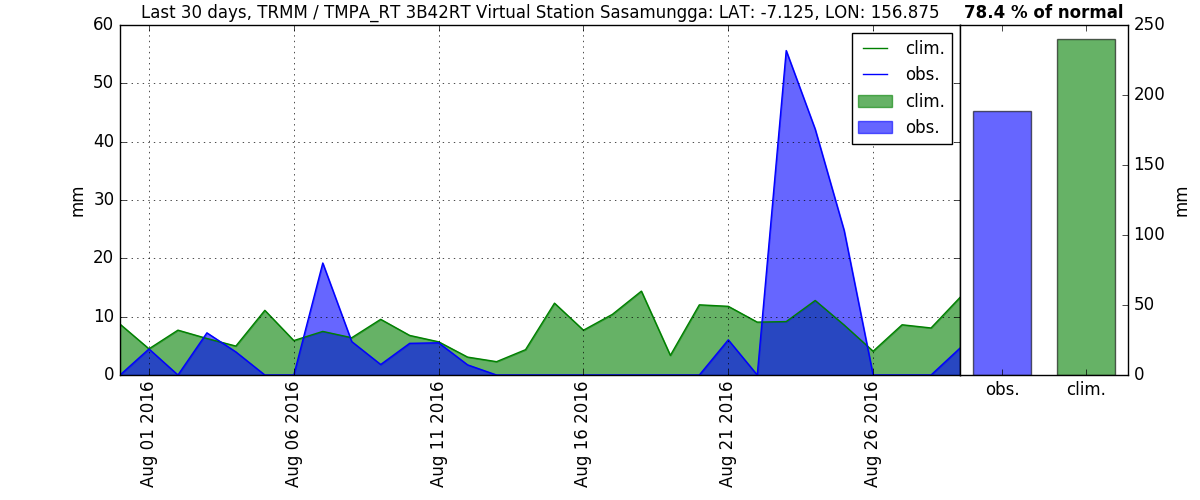 Last 30 days, TRMM / TMPA_RT 3B42RT Virtual Station Sasamungga: LAT: -7.125, LON: 156.875
78.4 % of normal
60
50
40
30
20
10
0
mm
clim.
obs.
clim.
obs.
Aug 01 2016
Aug 06 2016
Aug 11 2016
Aug 16 2016
Aug 21 2016
Aug 26 2016
250
200
150
100
50
0
mm
obs.
clim.